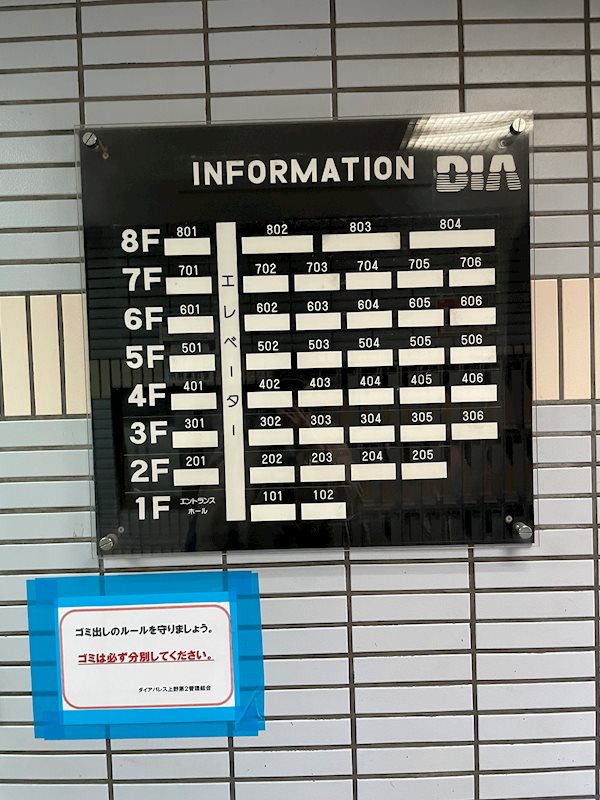 INFORMATION DIA
8F 801 802 803 804
7F 701 702 703 704 705 706
6F 601 602 603 604 605 606
5F 501 502 503 504 505 506
4F 401 402 403 404 405 406
3F 301 302 303 304 305 306
2F 201 202 203 204 205
1F エントランス
ホール 101 102
エレベーター
ゴミ出しのルールを守りましょう。
ゴミは必ず分別してください。
ダイアパレス上野第2管理組合